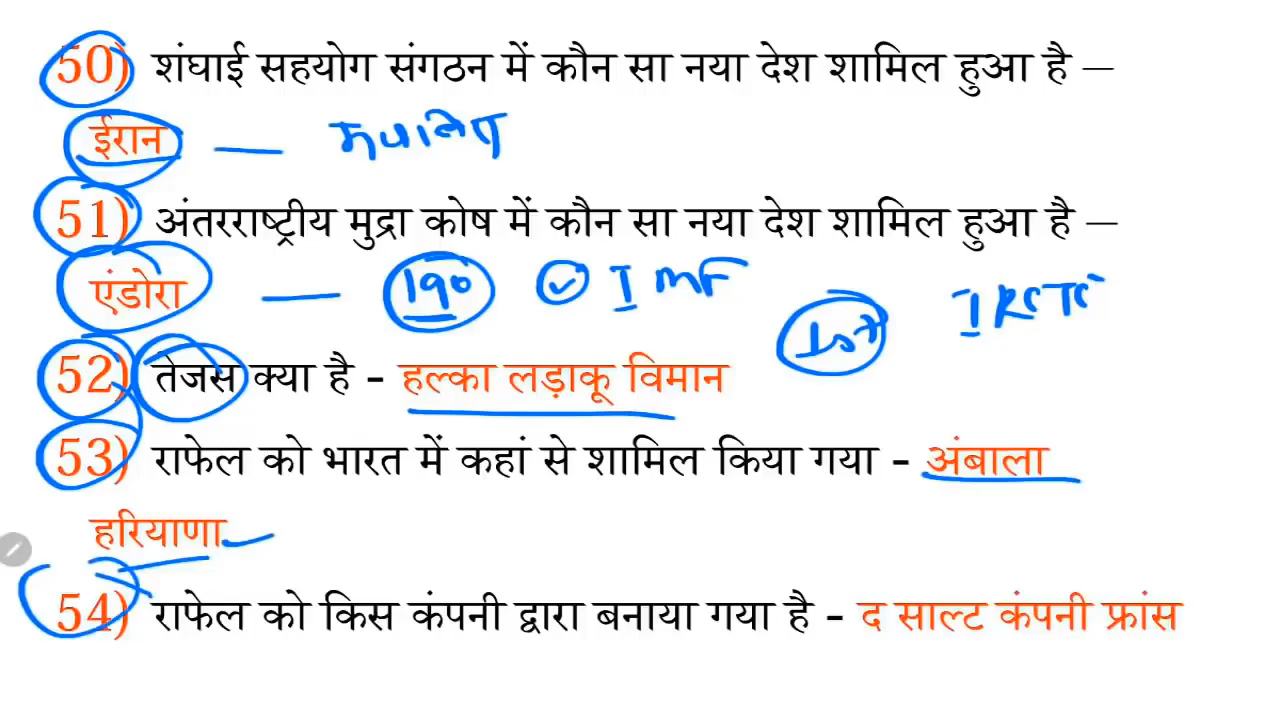 50) शंघाई सहयोग संगठन में कौन सा नया देश शामिल हुआ है –
ईरान —
51) अंतरराष्ट्रीय मुद्रा कोष में कौन सा नया देश शामिल हुआ है –
एंडोरा — 190 IMF
IRCTC
52) तेजस क्या है - हल्का लड़ाकू विमान
53) राफेल को भारत में कहां से शामिल किया गया - अंबाला
हरियाणा
54) राफेल को किस कंपनी द्वारा बनाया गया है - द साल्ट कंपनी फ्रांस